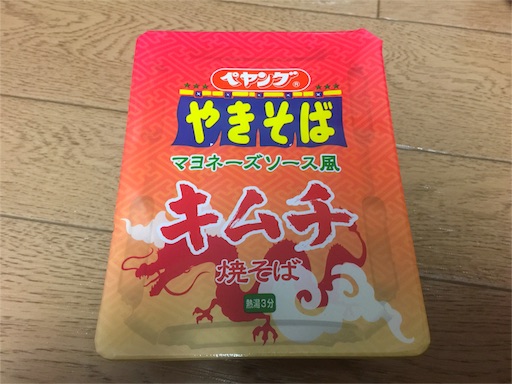 ペヤング®
やきそば
マヨネーズソース風
キムチ
焼そば
熱湯3分